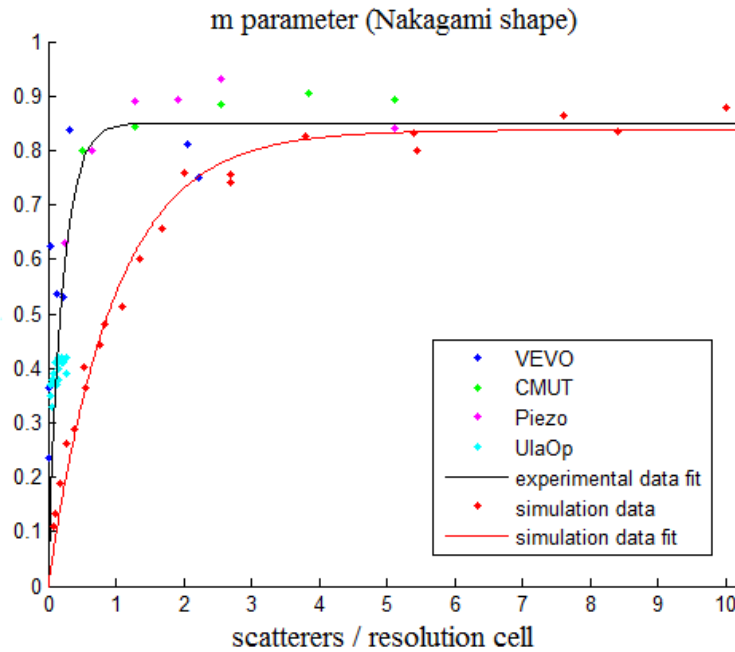 m parameter (Nakagami shape)
1
0.9
0.8
0.7
0.6
0.5
0.4
0.3
0.2
0.1
0
VEVO
CMUT
Piezo
UlaOp
experimental data fit
simulation data
simulation data fit
0 1 2 3 4 5 6 7 8 9 10
scatterers / resolution cell